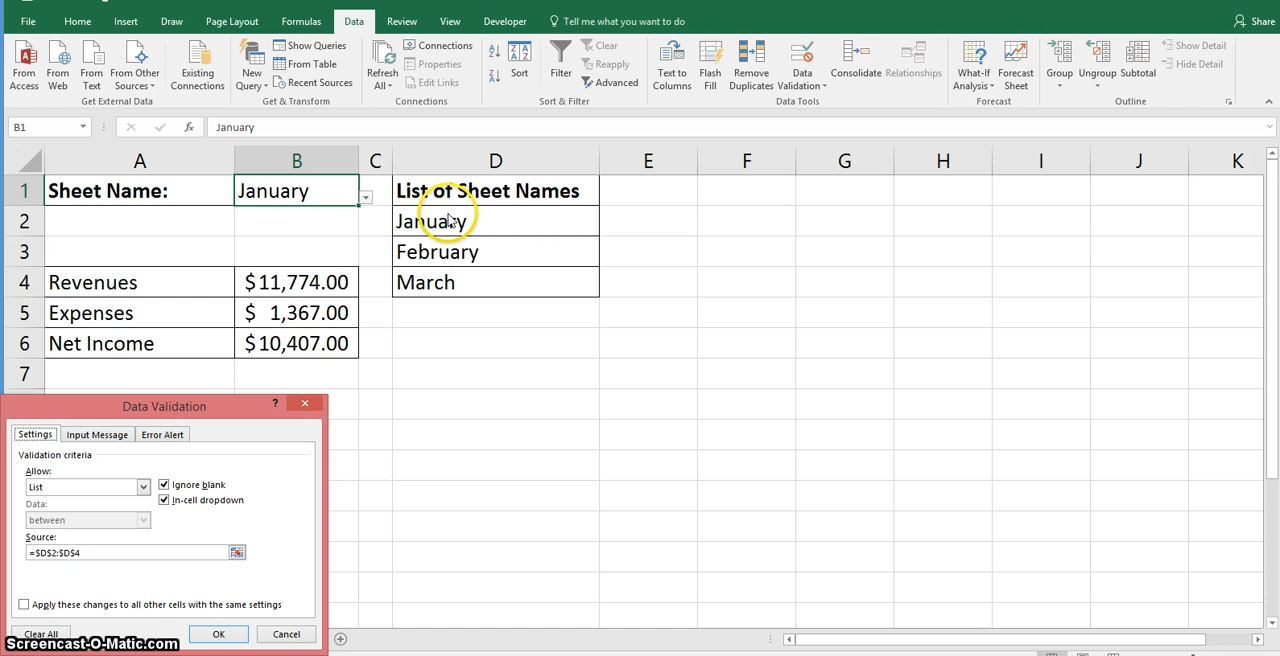 File Home Insert Draw Page Layout Formulas Data Review View Developer Tell me what you want to do Share
From Access From Web From Text From Other Sources Existing Connections New Query Show Queries From Table Recent Sources Refresh All Connections Properties Edit Links Sort Filter Clear Reapply Advanced Text to Columns Flash Fill Remove Duplicates Data Validation Consolidate Relationships What-If Analysis Forecast Sheet Group Ungroup Subtotal Show Detail Hide Detail
Get External Data Get & Transform Connections Sort & Filter Data Tools Forecast Outline
B1 fx January
A B C D E F G H I J K
1 Sheet Name: January List of Sheet Names
2 January
3 February
4 Revenues $11,774.00 March
5 Expenses $ 1,367.00
6 Net Income $10,407.00
7
Data Validation ?
Settings Input Message Error Alert
Validation criteria
Allow:
List Ignore blank
In-cell dropdown
Data:
between
Source:
=$D$2:$D$4
Apply these changes to all other cells with the same settings
Clear All OK Cancel
Screencast-O-Matic.com